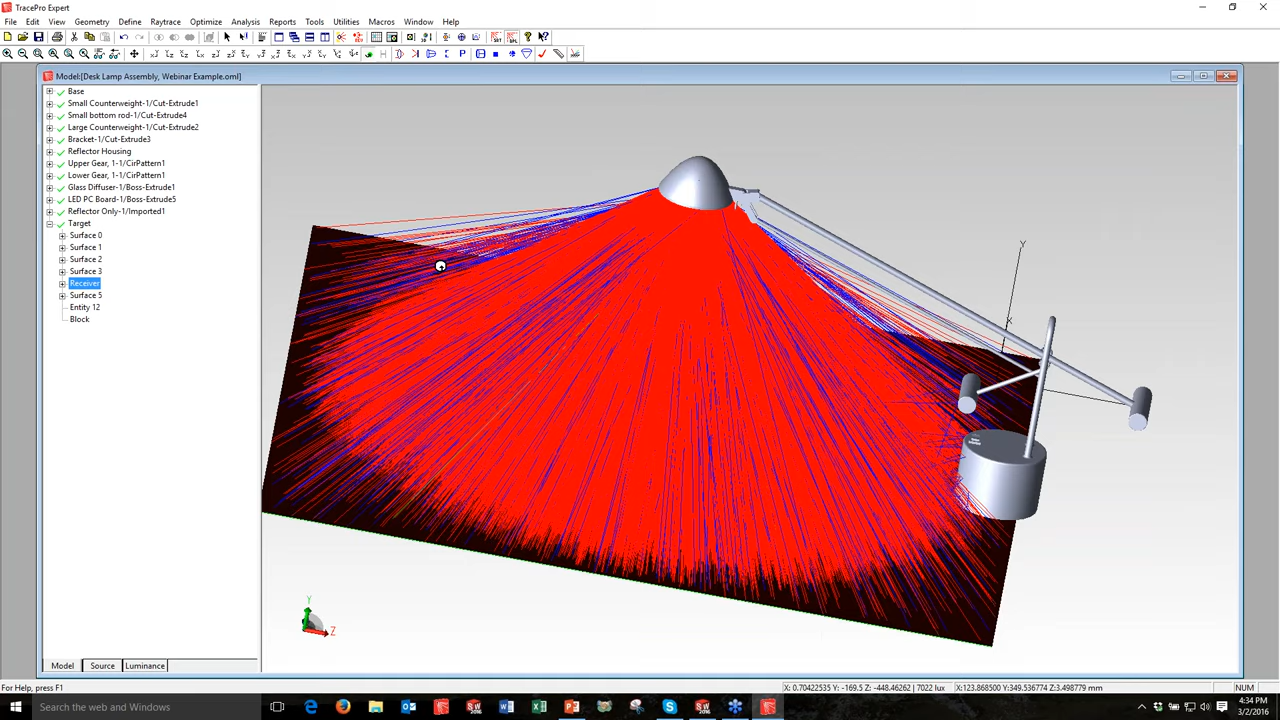 TracePro Expert
File Edit View Geometry Define Raytrace Optimize Analysis Reports Tools Utilities Macros Window Help
Model:[Desk Lamp Assembly, Webinar Example.oml]
Base
Small Counterweight-1/Cut-Extrude1
Small bottom rod-1/Cut-Extrude4
Large Counterweight-1/Cut-Extrude2
Bracket-1/Cut-Extrude3
Reflector Housing
Upper Gear, 1-1/CirPattern1
Lower Gear, 1-1/CirPattern1
Glass Diffuser-1/Boss-Extrude1
LED PC Board-1/Boss-Extrude5
Reflector Only-1/Imported1
Target
Surface 0
Surface 1
Surface 2
Surface 3
Receiver
Surface 5
Entity 12
Block
Y
X
Y
Z
Model Source Luminance
For Help, press F1
X: 0.70422535 Y: -169.5 Z: -448.46262 | 7022 lux
X:123.868500 Y:349.536774 Z:3.498779 mm
NUM
Search the web and Windows
4:34 PM
3/2/2016